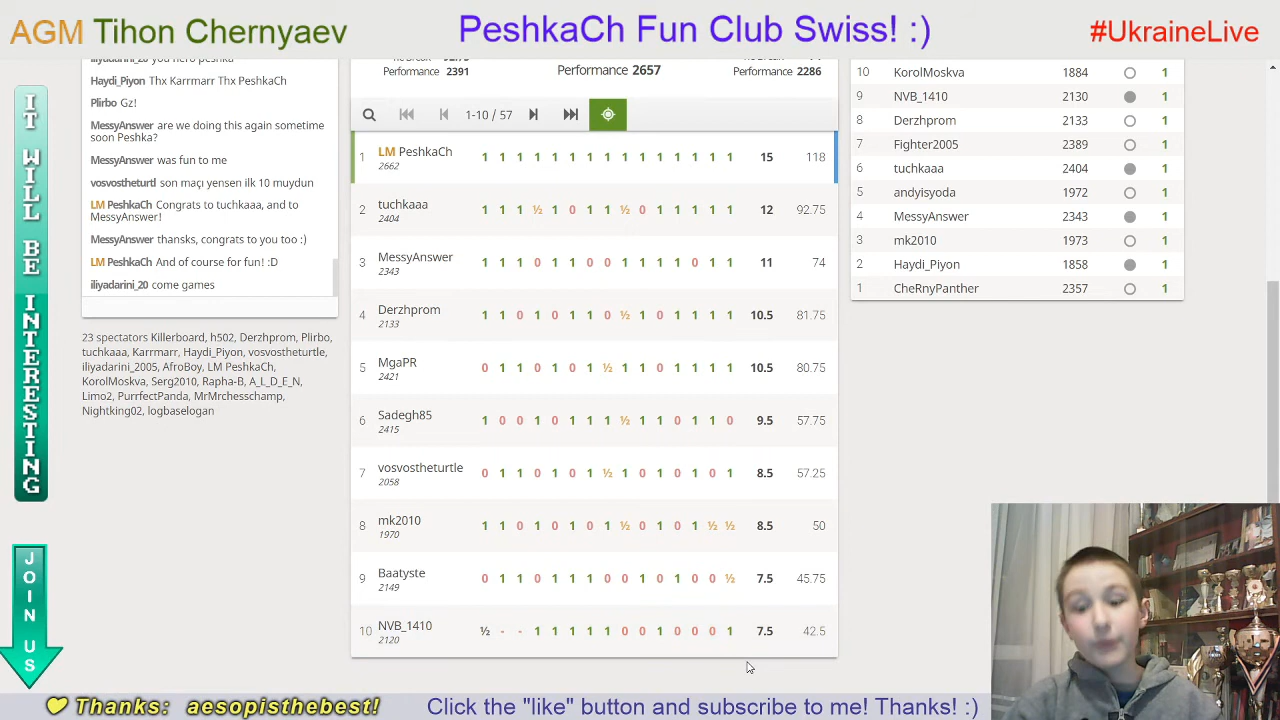 AGM Tihon Chernyaev
PeshkaCh Fun Club Swiss! :)
#UkraineLive
IT WILL BE INTERESTING
JOIN US
Haydi_Piyon Thx Karrmarr Thx PeshkaCh
Plirbo Gz!
MessyAnswer are we doing this again sometime
soon Peshka?
MessyAnswer was fun to me
vosvostheturtl son maçı yensen ilk 10 muydun
LM PeshkaCh Congrats to tuchkaaa, and to
MessyAnswer!
MessyAnswer thansks, congrats to you too :)
LM PeshkaCh And of course for fun! :D
iliyadarini_20 come games
23 spectators Killerboard, h502, Derzhprom, Plirbo,
tuchkaaa, Karrmarr, Haydi_Piyon, vosvostheturtle,
iliyadarini_2005, AfroBoy, LM PeshkaCh,
KorolMoskva, Serg2010, Rapha-B, A_L_D_E_N,
Limo2, PurrfectPanda, MrMrchesschamp,
Nightking02, logbaselogan
Performance 2391
Performance 2657
Performance 2286
1-10 / 57
1 LM PeshkaCh 1 1 1 1 1 1 1 1 1 1 1 1 1 1 1 15 118
2662
2 tuchkaaa 1 1 1 ½ 1 0 1 1 ½ 0 1 1 1 1 1 12 92.75
2404
3 MessyAnswer 1 1 1 0 1 1 0 0 1 1 1 1 0 1 1 11 74
2343
4 Derzhprom 1 1 0 1 0 1 1 0 ½ 1 0 1 1 1 1 10.5 81.75
2133
5 MgaPR 0 1 1 0 1 0 1 ½ 1 1 0 1 1 1 1 10.5 80.75
2421
6 Sadegh85 1 0 0 1 0 1 1 1 ½ 1 1 0 1 1 0 9.5 57.75
2415
7 vosvostheturtle 0 1 1 0 1 0 1 ½ 1 0 1 0 1 0 1 8.5 57.25
2058
8 mk2010 1 1 0 1 0 1 0 1 ½ 0 1 0 1 ½ ½ 8.5 50
1970
9 Baatyste 0 1 1 0 1 1 1 0 0 1 0 1 0 0 ½ 7.5 45.75
2149
10 NVB_1410 ½ - - 1 1 1 1 1 0 0 1 0 0 0 1 7.5 42.5
2120
10 KorolMoskva 1884 1
9 NVB_1410 2130 1
8 Derzhprom 2133 1
7 FIghter2005 2389 1
6 tuchkaaa 2404 1
5 andyisyoda 1972 1
4 MessyAnswer 2343 1
3 mk2010 1973 1
2 Haydi_Piyon 1858 1
1 CheRnyPanther 2357 1
Thanks: aesopisthebest!
Click the "like" button and subscribe to me! Thanks! :)